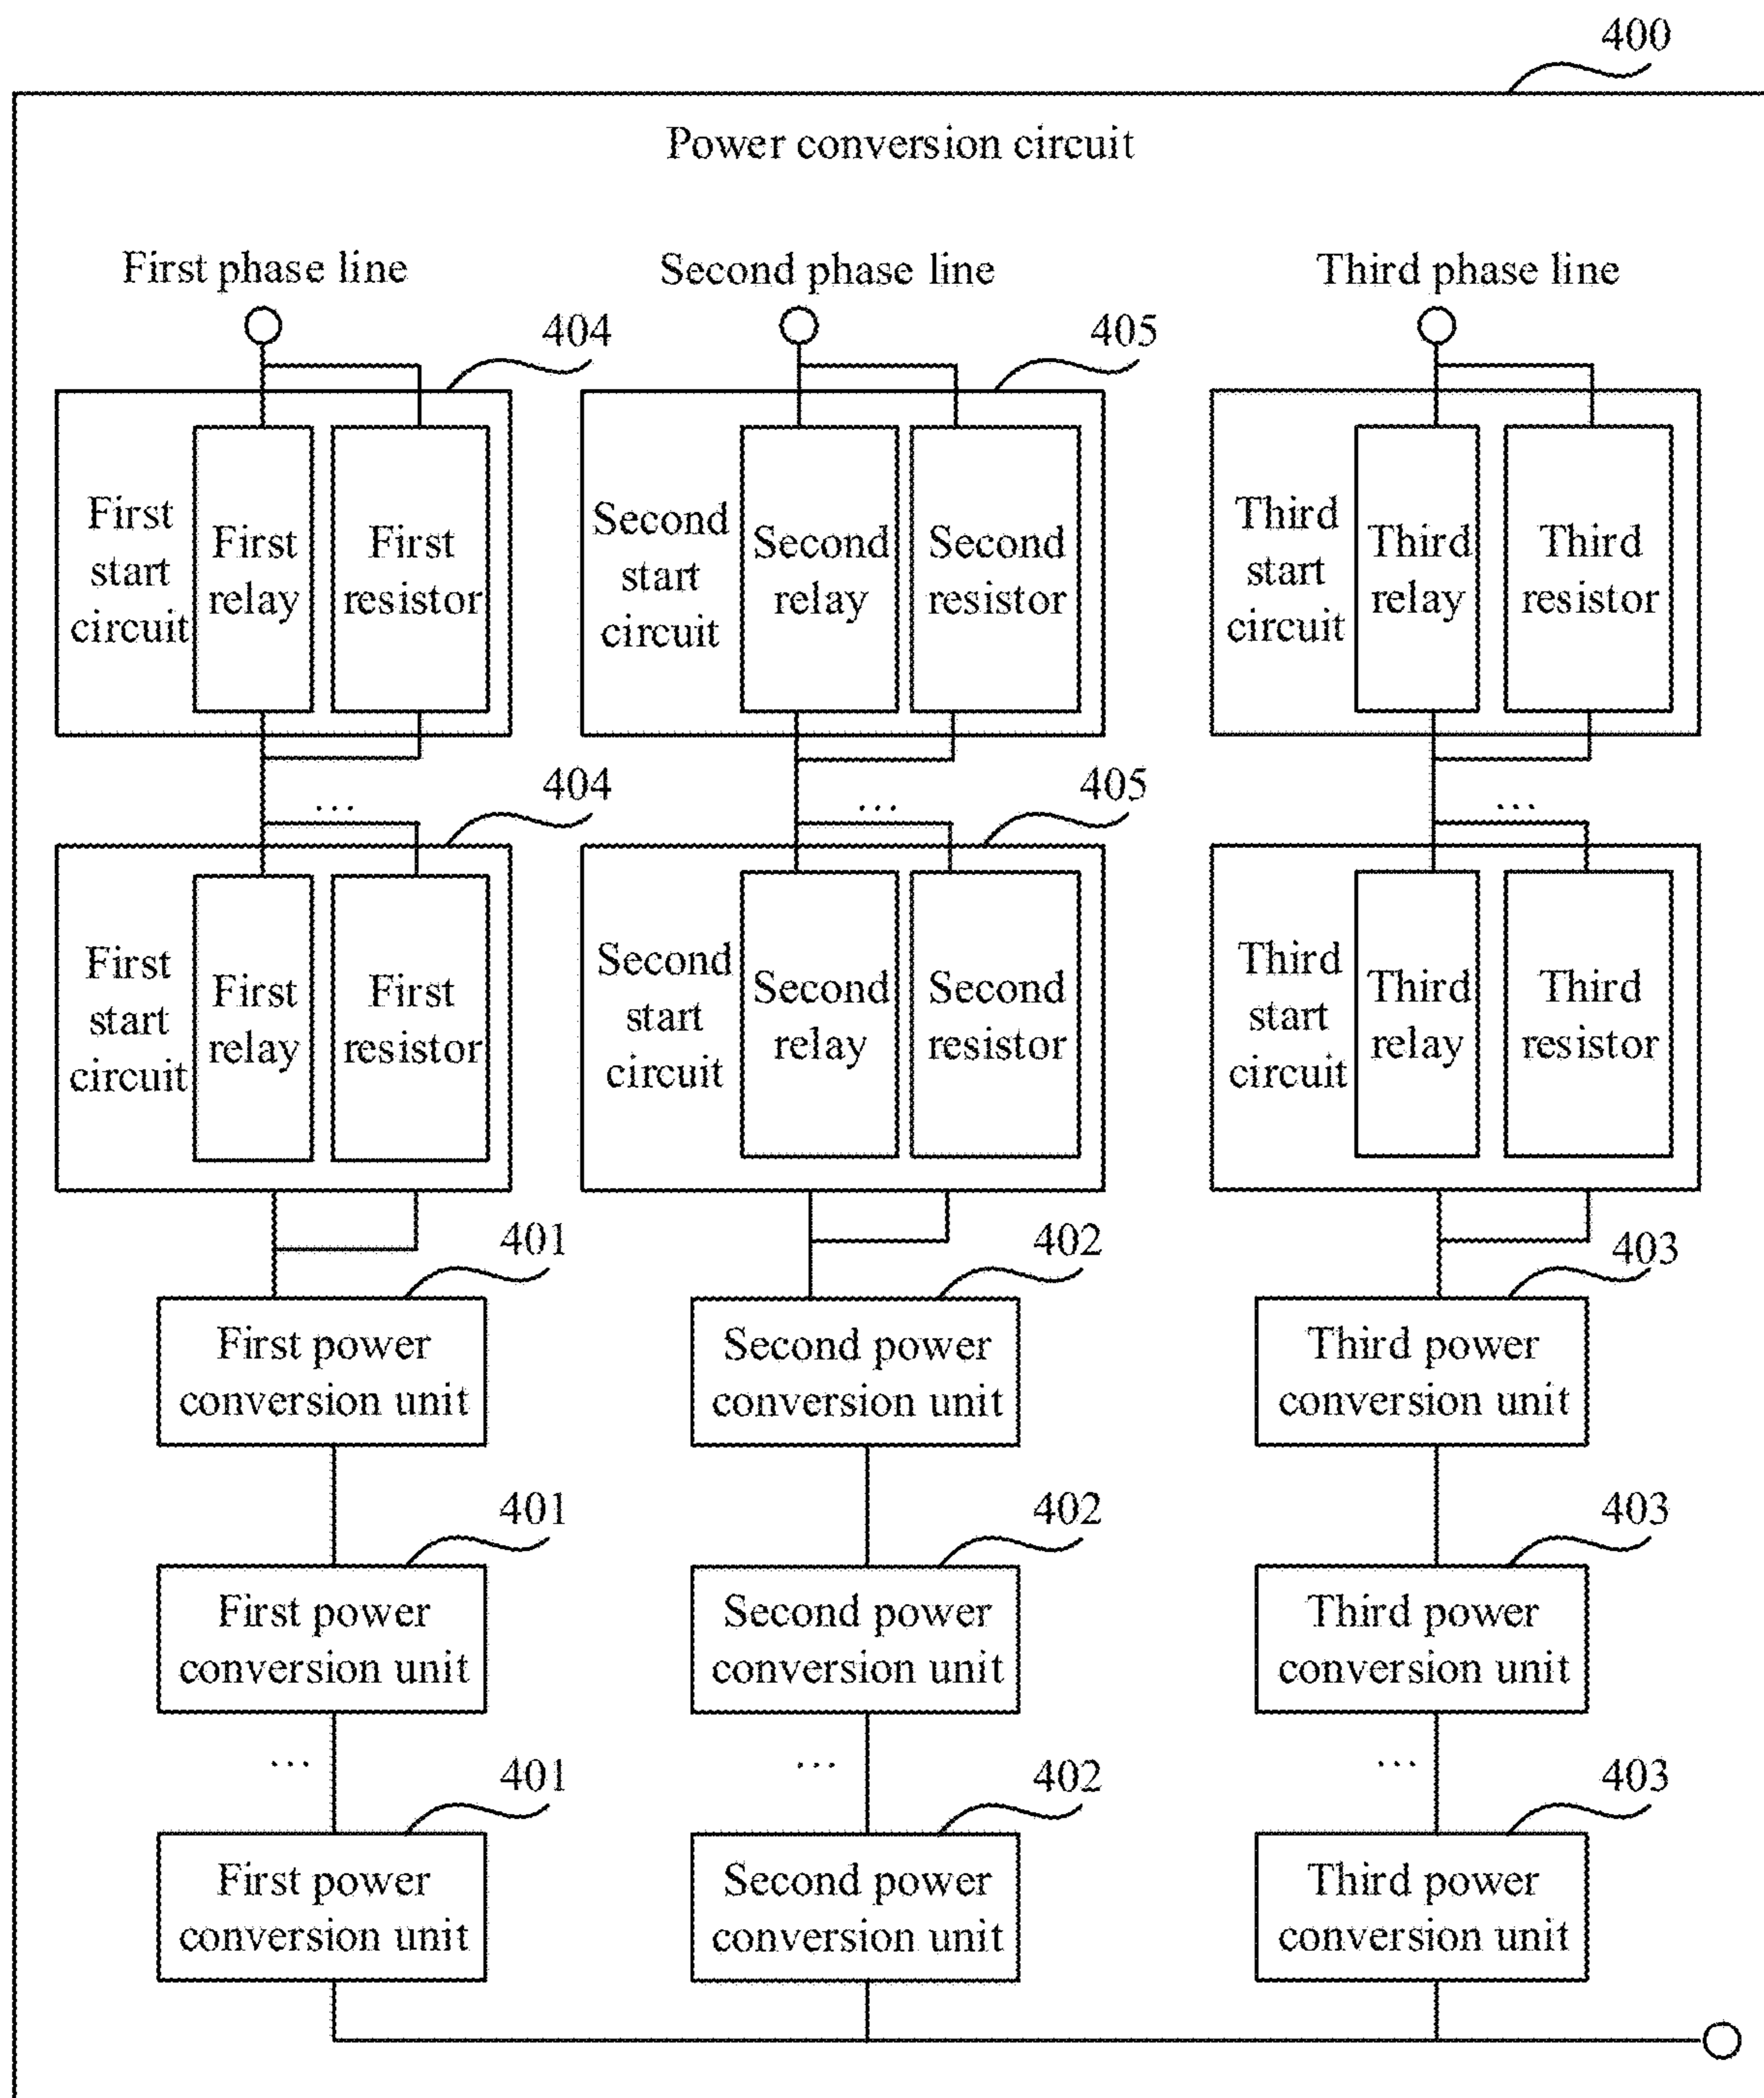 400
Power conversion circuit
First phase line
Second phase line
Third phase line
404
405
First
start
circuit
First
relay
First
resistor
Second
start
circuit
Second
relay
Second
resistor
Third
start
circuit
Third
relay
Third
resistor
...
404
...
405
...
First
start
circuit
First
relay
First
resistor
Second
start
circuit
Second
relay
Second
resistor
Third
start
circuit
Third
relay
Third
resistor
401
402
403
First power
conversion unit
Second power
conversion unit
Third power
conversion unit
401
402
403
First power
conversion unit
Second power
conversion unit
Third power
conversion unit
...
401
...
402
...
403
First power
conversion unit
Second power
conversion unit
Third power
conversion unit